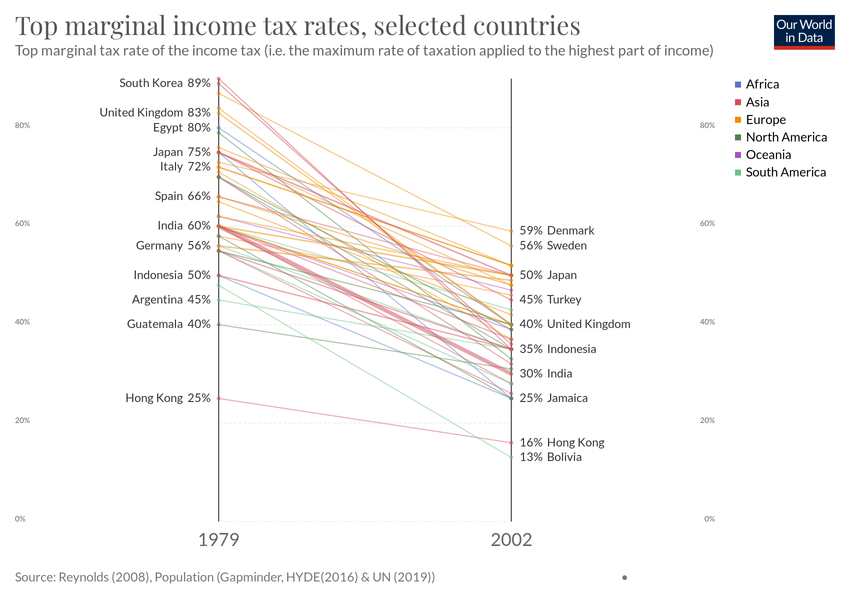 Top marginal income tax rates, selected countries
Top marginal tax rate of the income tax (i.e. the maximum rate of taxation applied to the highest part of income)
Our World
in Data
South Korea 89%
United Kingdom 83%
Egypt 80%
Japan 75%
Italy 72%
Spain 66%
India 60%
Germany 56%
Indonesia 50%
Argentina 45%
Guatemala 40%
Hong Kong 25%
80%
60%
40%
20%
0%
59% Denmark
56% Sweden
50% Japan
45% Turkey
40% United Kingdom
35% Indonesia
30% India
25% Jamaica
16% Hong Kong
13% Bolivia
80%
60%
40%
20%
0%
Africa
Asia
Europe
North America
Oceania
South America
1979
2002
Source: Reynolds (2008), Population (Gapminder, HYDE(2016) & UN (2019))